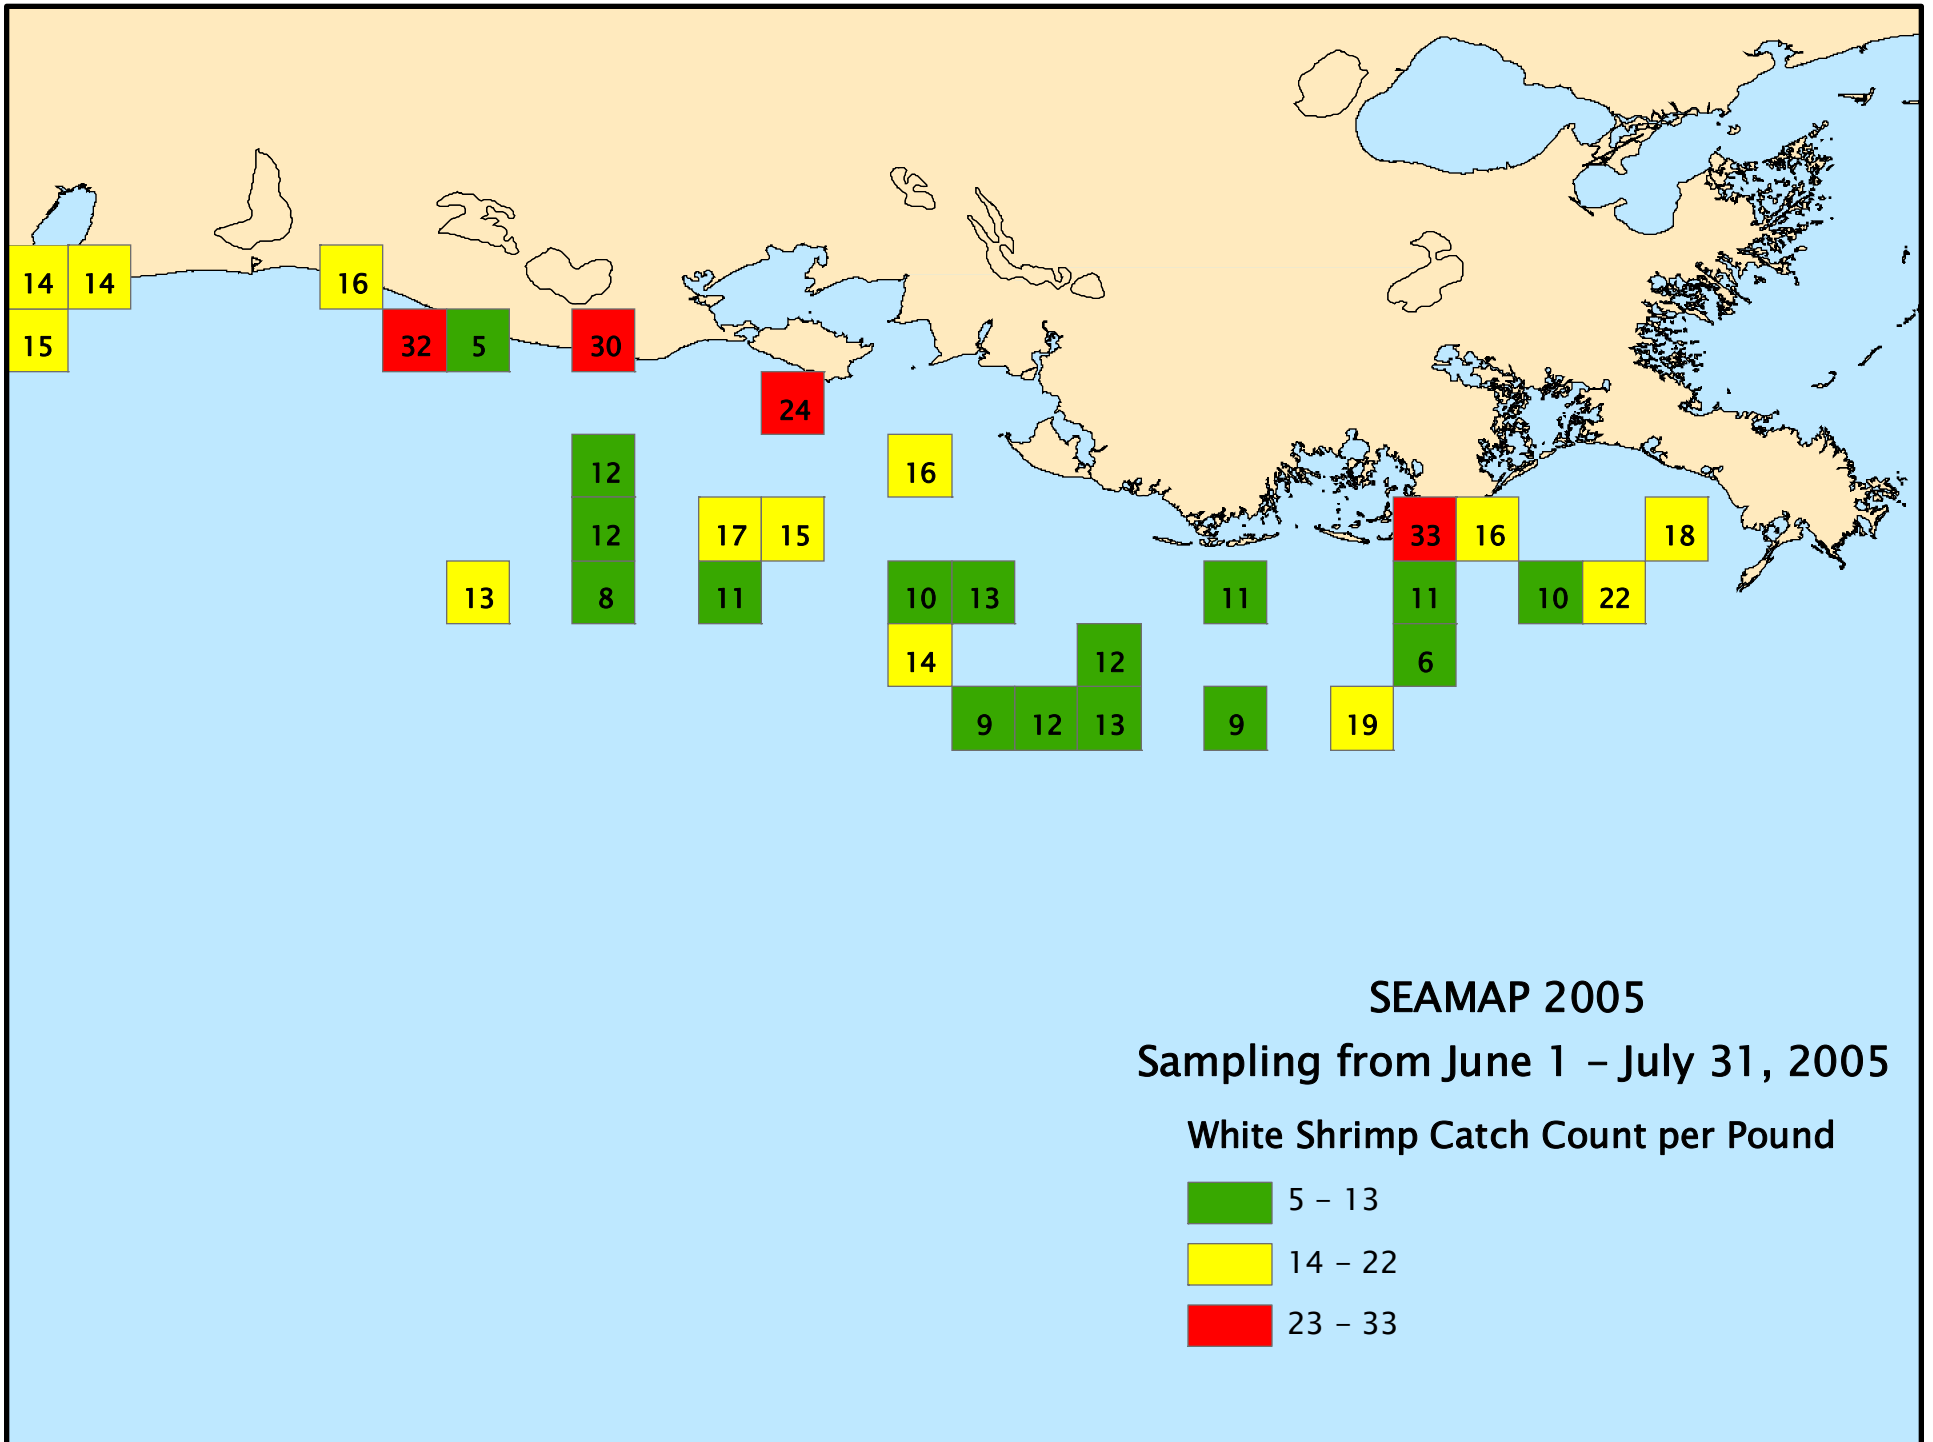 14 14 16
15 32 5 30
24
12 16
12 17 15 33 16 18
13 8 11 10 13 11 11 10 22
14 12 6
9 12 13 9 19
SEAMAP 2005
Sampling from June 1 – July 31, 2005
White Shrimp Catch Count per Pound
5 – 13
14 – 22
23 – 33